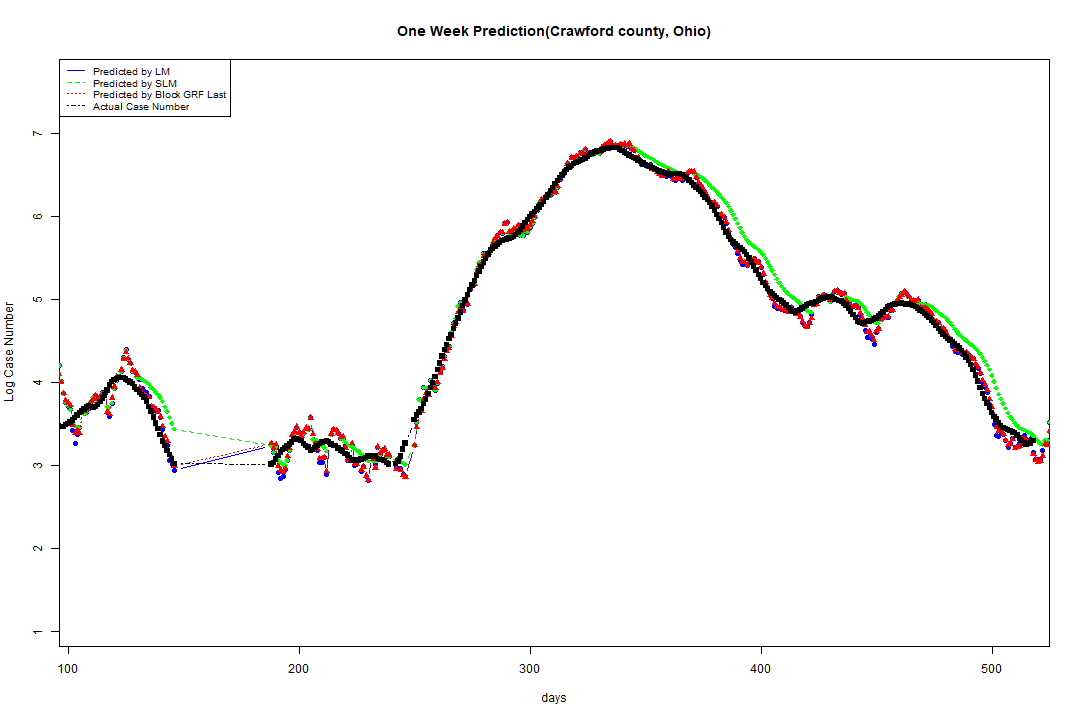 One Week Prediction(Crawford county, Ohio)
Predicted by LM
Predicted by SLM
Predicted by Block GRF Last
Actual Case Number
7
6
5
4
3
2
1
Log Case Number
100 200 300 400 500
days